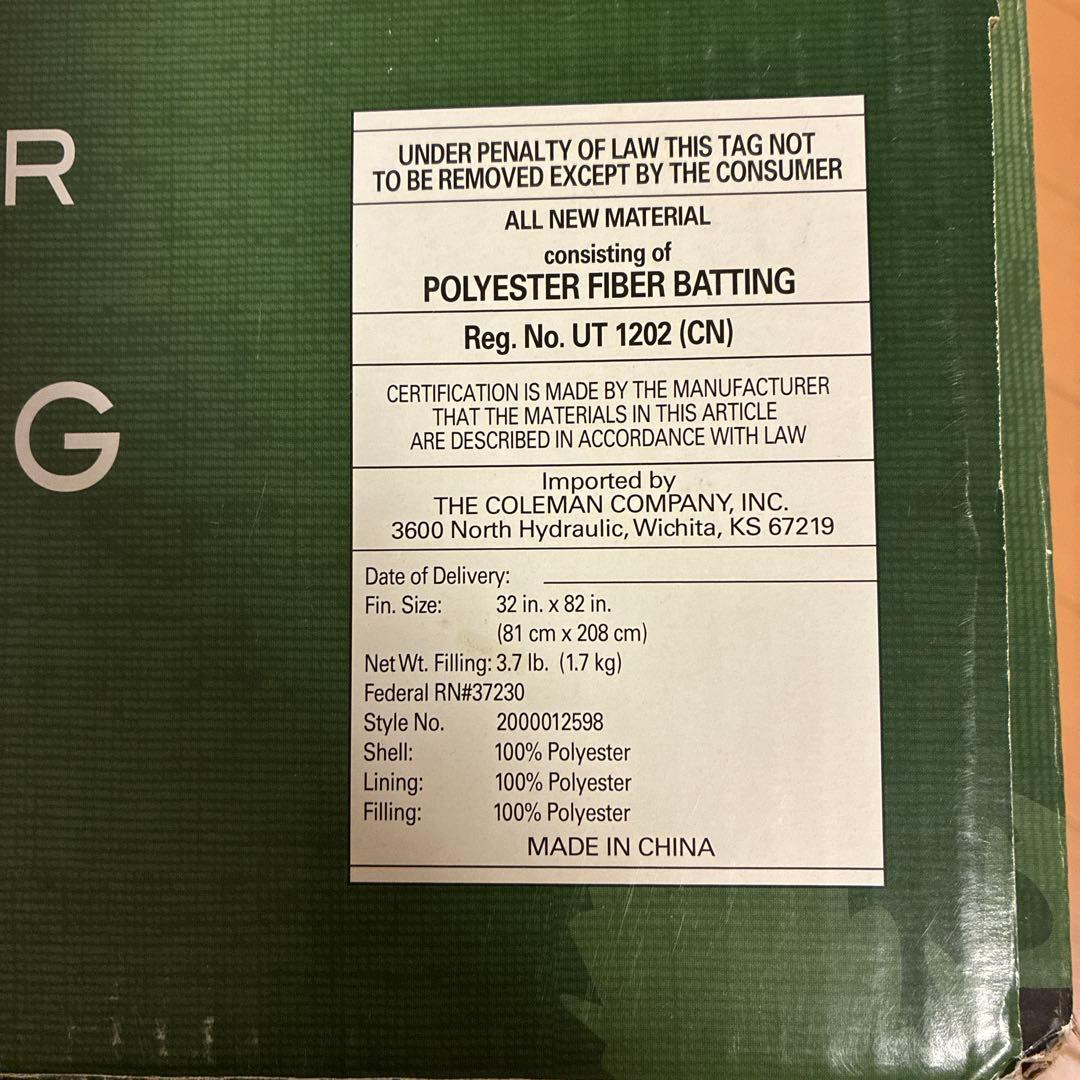 R
G
UNDER PENALTY OF LAW THIS TAG NOT
TO BE REMOVED EXCEPT BY THE CONSUMER
ALL NEW MATERIAL
consisting of
POLYESTER FIBER BATTING
Reg. No. UT 1202 (CN)
CERTIFICATION IS MADE BY THE MANUFACTURER
THAT THE MATERIALS IN THIS ARTICLE
ARE DESCRIBED IN ACCORDANCE WITH LAW
Imported by
THE COLEMAN COMPANY, INC.
3600 North Hydraulic, Wichita, KS 67219
Date of Delivery:
Fin. Size: 32 in. x 82 in.
(81 cm x 208 cm)
Net Wt. Filling: 3.7 lb. (1.7 kg)
Federal RN#37230
Style No. 2000012598
Shell: 100% Polyester
Lining: 100% Polyester
Filling: 100% Polyester
MADE IN CHINA